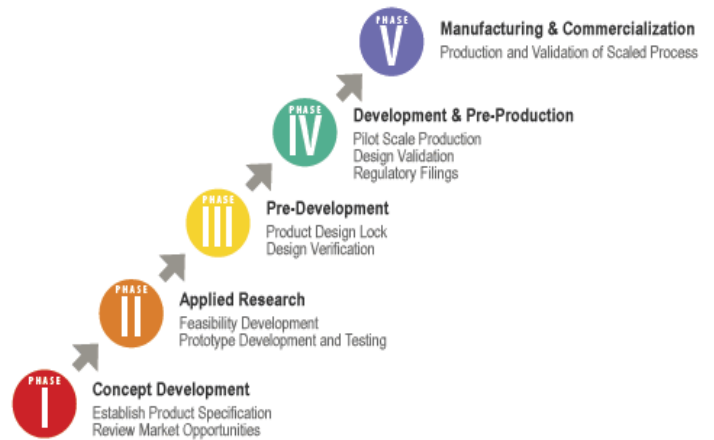 PHASE
V
Manufacturing & Commercialization
Production and Validation of Scaled Process
PHASE
IV
Development & Pre-Production
Pilot Scale Production
Design Validation
Regulatory Filings
PHASE
III
Pre-Development
Product Design Lock
Design Verification
PHASE
II
Applied Research
Feasibility Development
Prototype Development and Testing
PHASE
I
Concept Development
Establish Product Specification
Review Market Opportunities